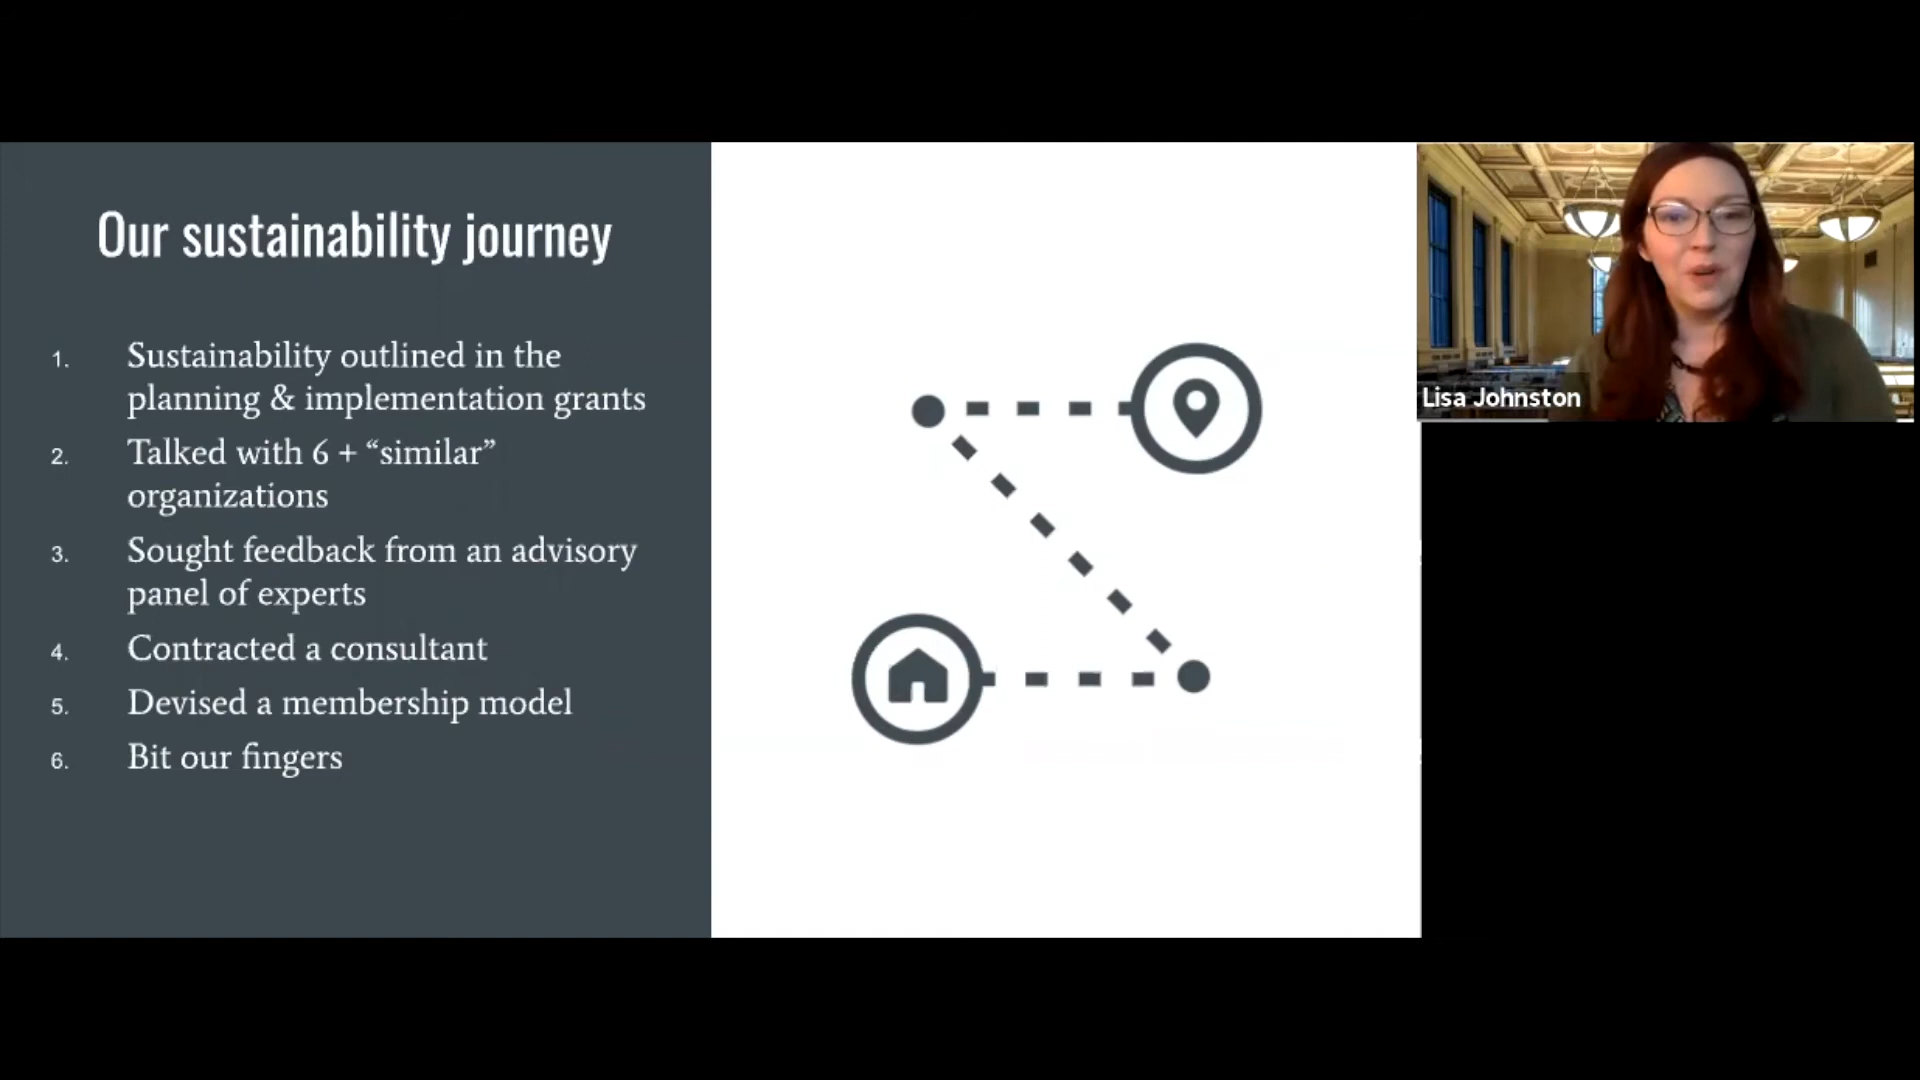 Our sustainability journey
1. Sustainability outlined in the
planning & implementation grants
2. Talked with 6 + “similar”
organizations
3. Sought feedback from an advisory
panel of experts
4. Contracted a consultant
5. Devised a membership model
6. Bit our fingers
Lisa Johnston